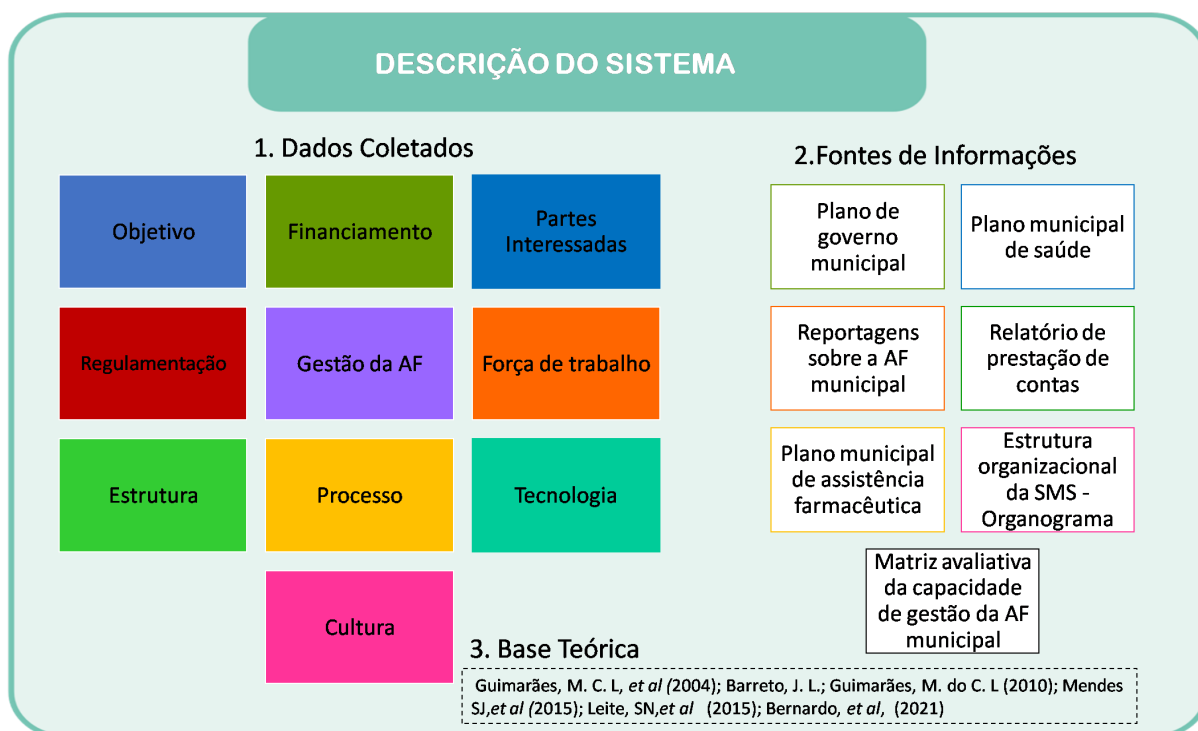 DESCRIÇÃO DO SISTEMA
1. Dados Coletados
Objetivo
Financiamento
Partes
Interessadas
Regulamentação
Gestão da AF
Força de trabalho
Estrutura
Processo
Tecnologia
Cultura
2.Fontes de Informações
Plano de
governo
municipal
Plano municipal
de saúde
Reportagens
sobre a AF
municipal
Relatório de
prestação de
contas
Plano municipal
de assistência
farmacêutica
Estrutura
organizacional
da SMS -
Organograma
Matriz avaliativa
da capacidade
de gestão da AF
municipal
3. Base Teórica
Guimarães, M. C. L, et al (2004); Barreto, J. L.; Guimarães, M. do C. L (2010); Mendes
SJ,et al (2015); Leite, SN,et al (2015); Bernardo, et al, (2021)